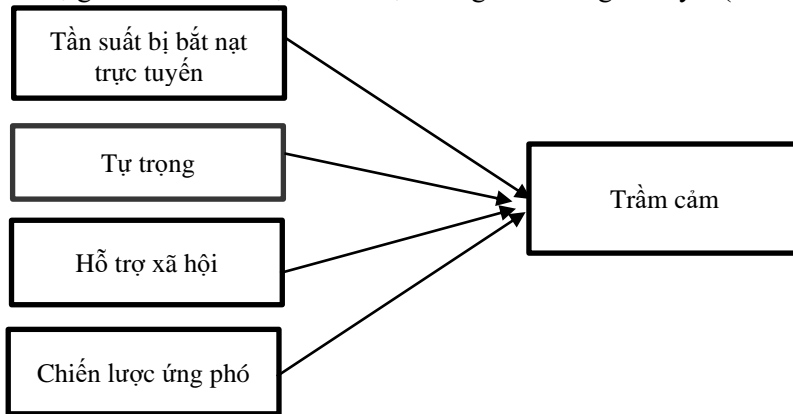 Tần suất bị bắt nạt
trực tuyến
Tự trọng
Trầm cảm
Hỗ trợ xã hội
Chiến lược ứng phó